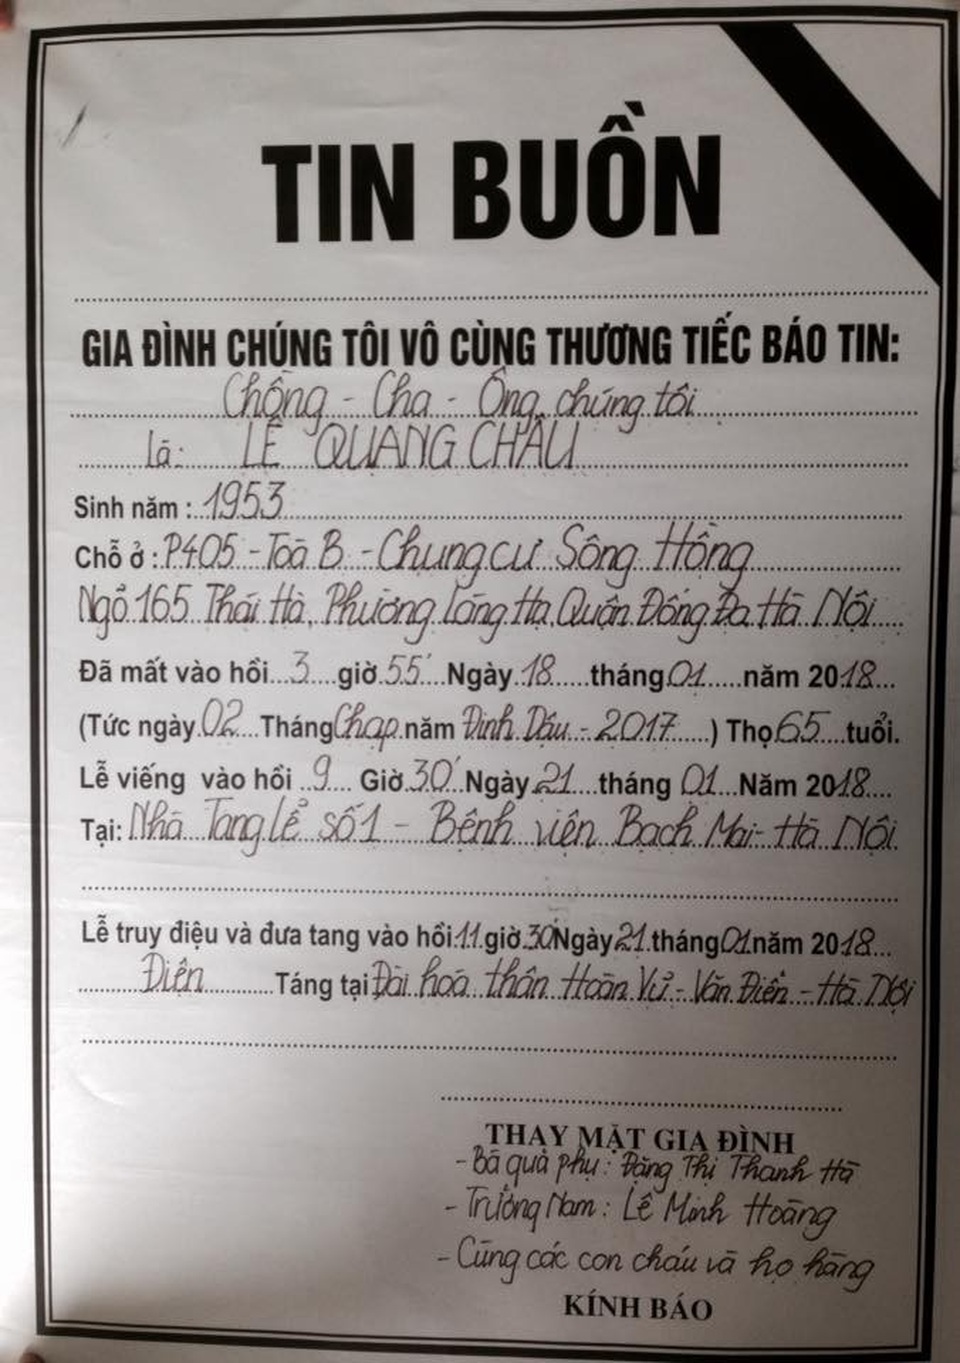 TIN BUỒN
GIA ĐÌNH CHÚNG TÔI VÔ CÙNG THƯƠNG TIẾC BÁO TIN:
Chồng - Cha - Ông chúng tôi
Là: LÊ QUANG CHÂU
Sinh năm : 1953
Chỗ ở : P405 - Toà B - Chung cư Sông Hồng
Ngõ 165 Thái Hà, Phường Láng Hạ, Quận Đống Đa Hà Nội
Đã mất vào hồi 3 giờ 55' Ngày 18 tháng 01 năm 2018
(Tức ngày 02 Tháng Chạp năm Đinh Dậu - 2017) Thọ 65 tuổi.
Lễ viếng vào hồi 9 Giờ 30' Ngày 21 tháng 01 Năm 2018
Tại: Nhà Tang lễ số 1 - Bệnh viện Bạch Mai - Hà Nội
Lễ truy điệu và đưa tang vào hồi 11 giờ 30' Ngày 21 tháng 01 năm 2018
Điện Táng tại Đài hoá thân Hoàn Vũ - Văn Điển - Hà Nội
THAY MẶT GIA ĐÌNH
- Bà quả phụ: Đặng Thị Thanh Hà
- Trưởng Nam: Lê Minh Hoàng
- Cùng các con cháu và họ hàng
KÍNH BÁO